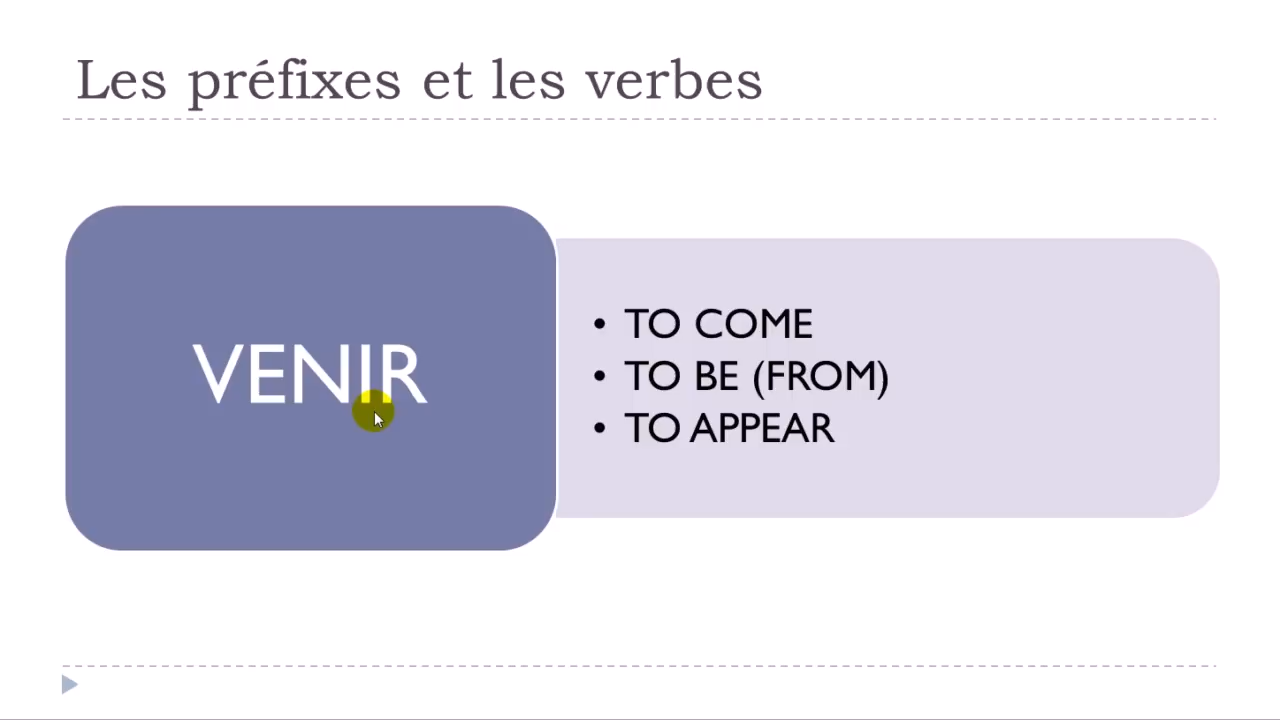 Les préfixes et les verbes
VENIR
• TO COME
• TO BE (FROM)
• TO APPEAR